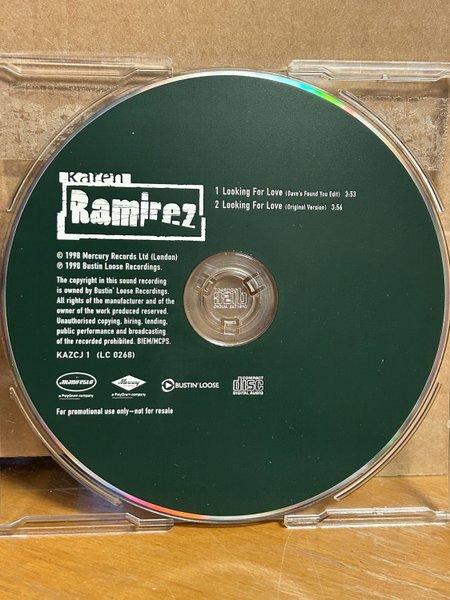 Karen
Ramirez
1 Looking For Love (Dave's Found You Edit) 3:53
2 Looking For Love (Original Version) 3:56
© 1998 Mercury Records Ltd (London)
℗ 1998 Bustin Loose Recordings.
The copyright in this sound recording
is owned by Bustin' Loose Recordings.
All rights of the manufacturer and of the
owner of the work produced reserved.
Unauthorised copying, hiring, lending,
public performance and broadcasting
of the recorded prohibited. BIEM/MCPS.
KAZCJ 1 (LC 0268)
manifesto
a PolyGram company
Mercury
a PolyGram company
BUSTIN' LOOSE
COMPACT
disc
DIGITAL AUDIO
For promotional use only—not for resale